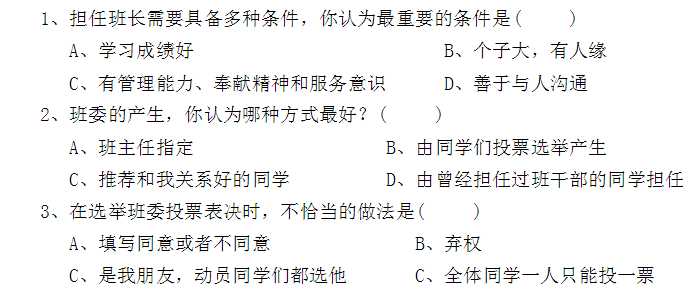 1、担任班长需要具备多种条件，你认为最重要的条件是(    )
A、学习成绩好 B、个子大，有人缘
C、有管理能力、奉献精神和服务意识 D、善于与人沟通
2、班委的产生，你认为哪种方式最好？(    )
A、班主任指定 B、由同学们投票选举产生
C、推荐和我关系好的同学 D、由曾经担任过班干部的同学担任
3、在选举班委投票表决时，不恰当的做法是(    )
A、填写同意或者不同意 B、弃权
C、是我朋友，动员同学们都选他 C、全体同学一人只能投一票